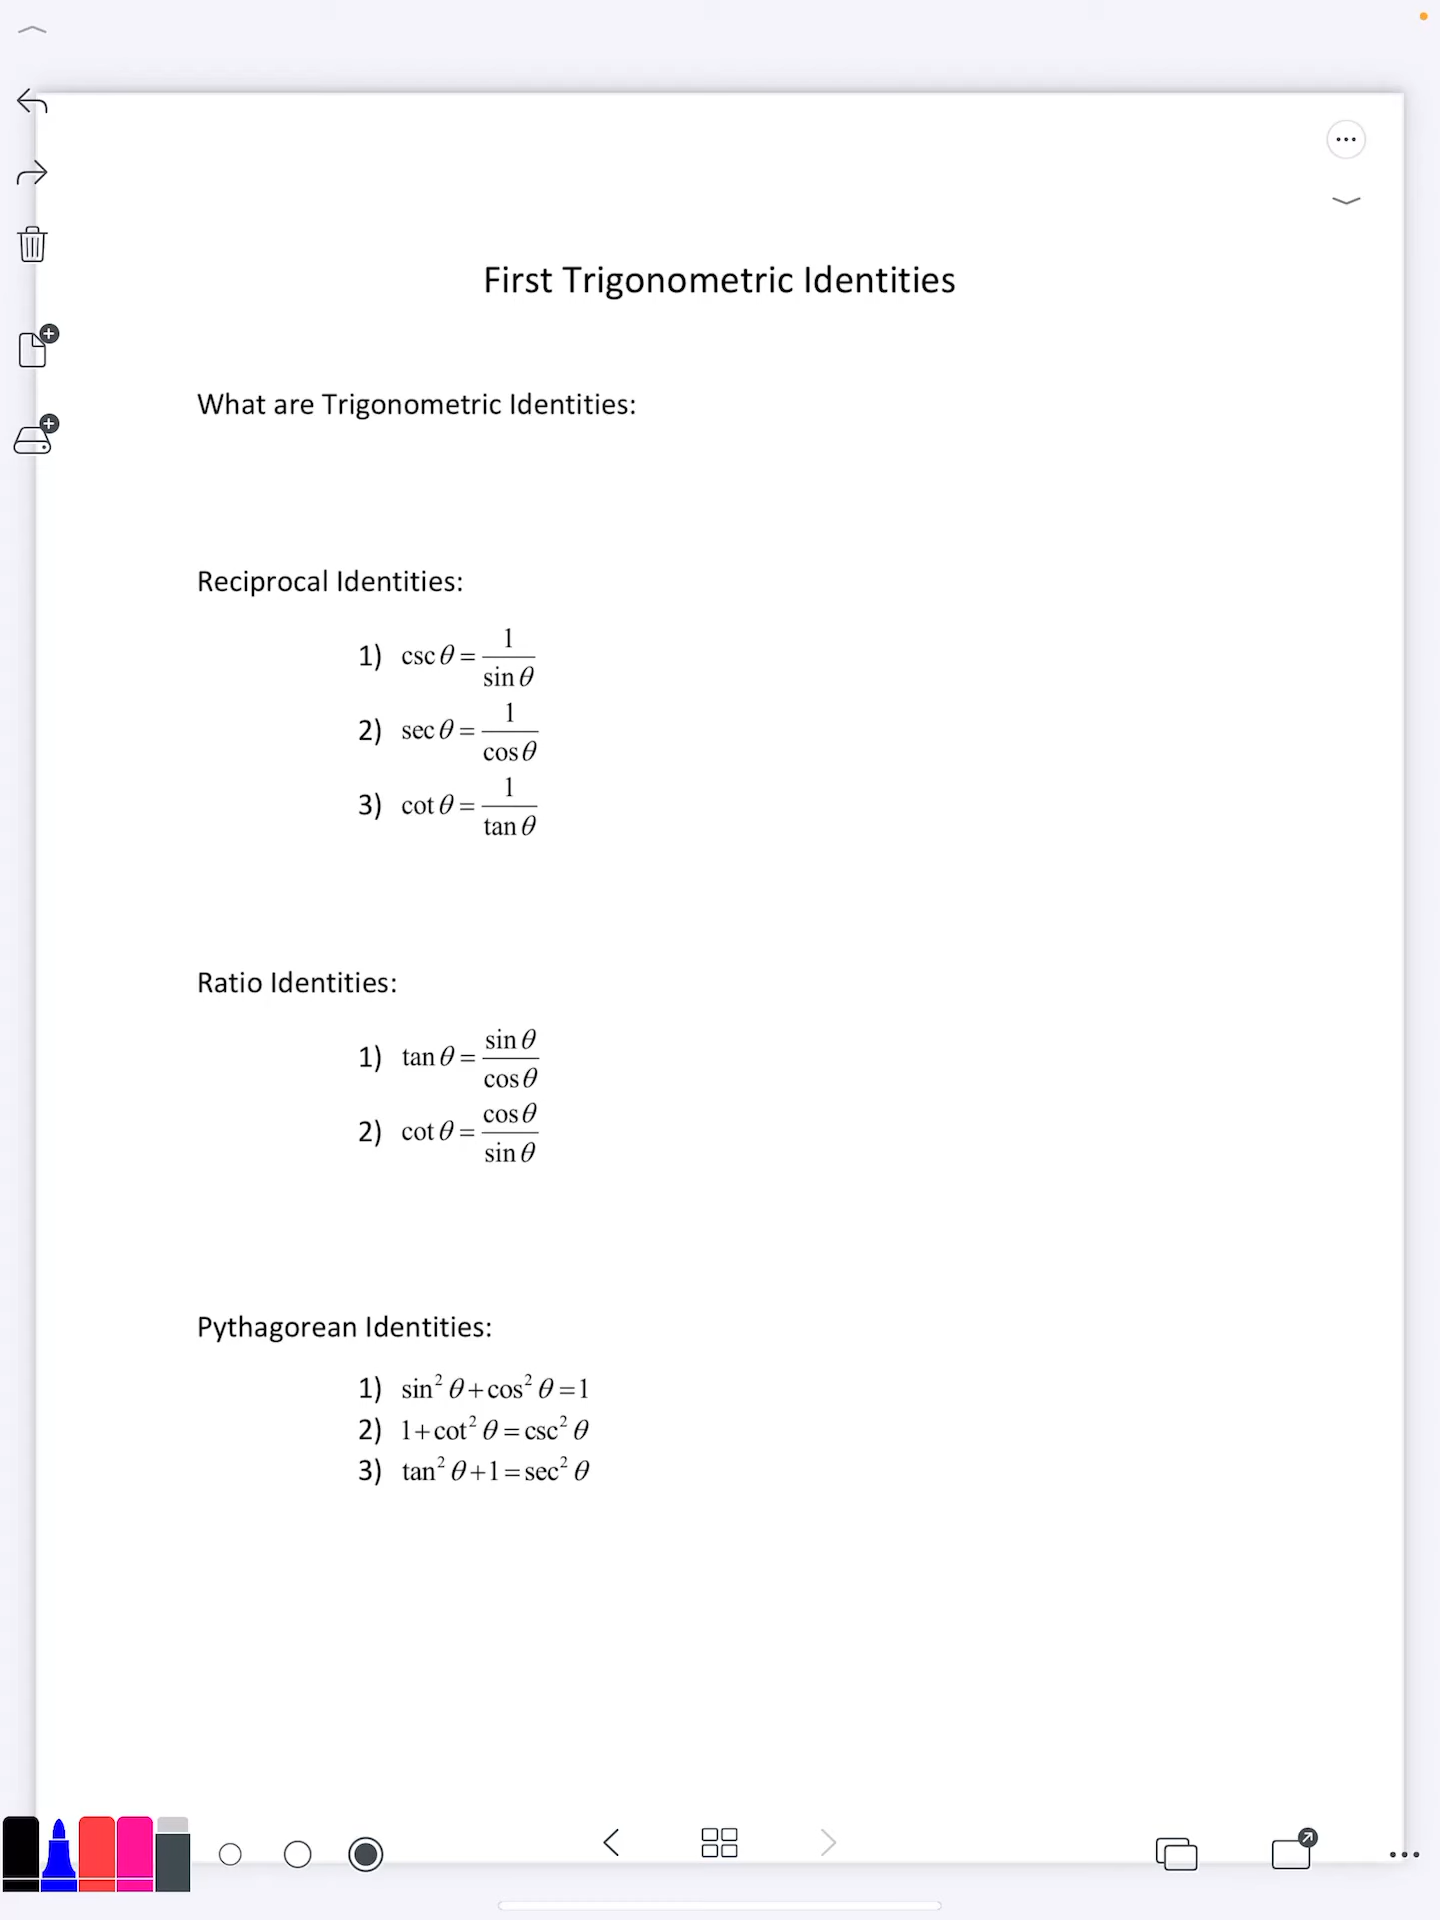 First Trigonometric Identities
What are Trigonometric Identities:
Reciprocal Identities:
1) csc θ = 1/sin θ
2) sec θ = 1/cos θ
3) cot θ = 1/tan θ
Ratio Identities:
1) tan θ = sin θ/cos θ
2) cot θ = cos θ/sin θ
Pythagorean Identities:
1) sin² θ + cos² θ = 1
2) 1 + cot² θ = csc² θ
3) tan² θ + 1 = sec² θ